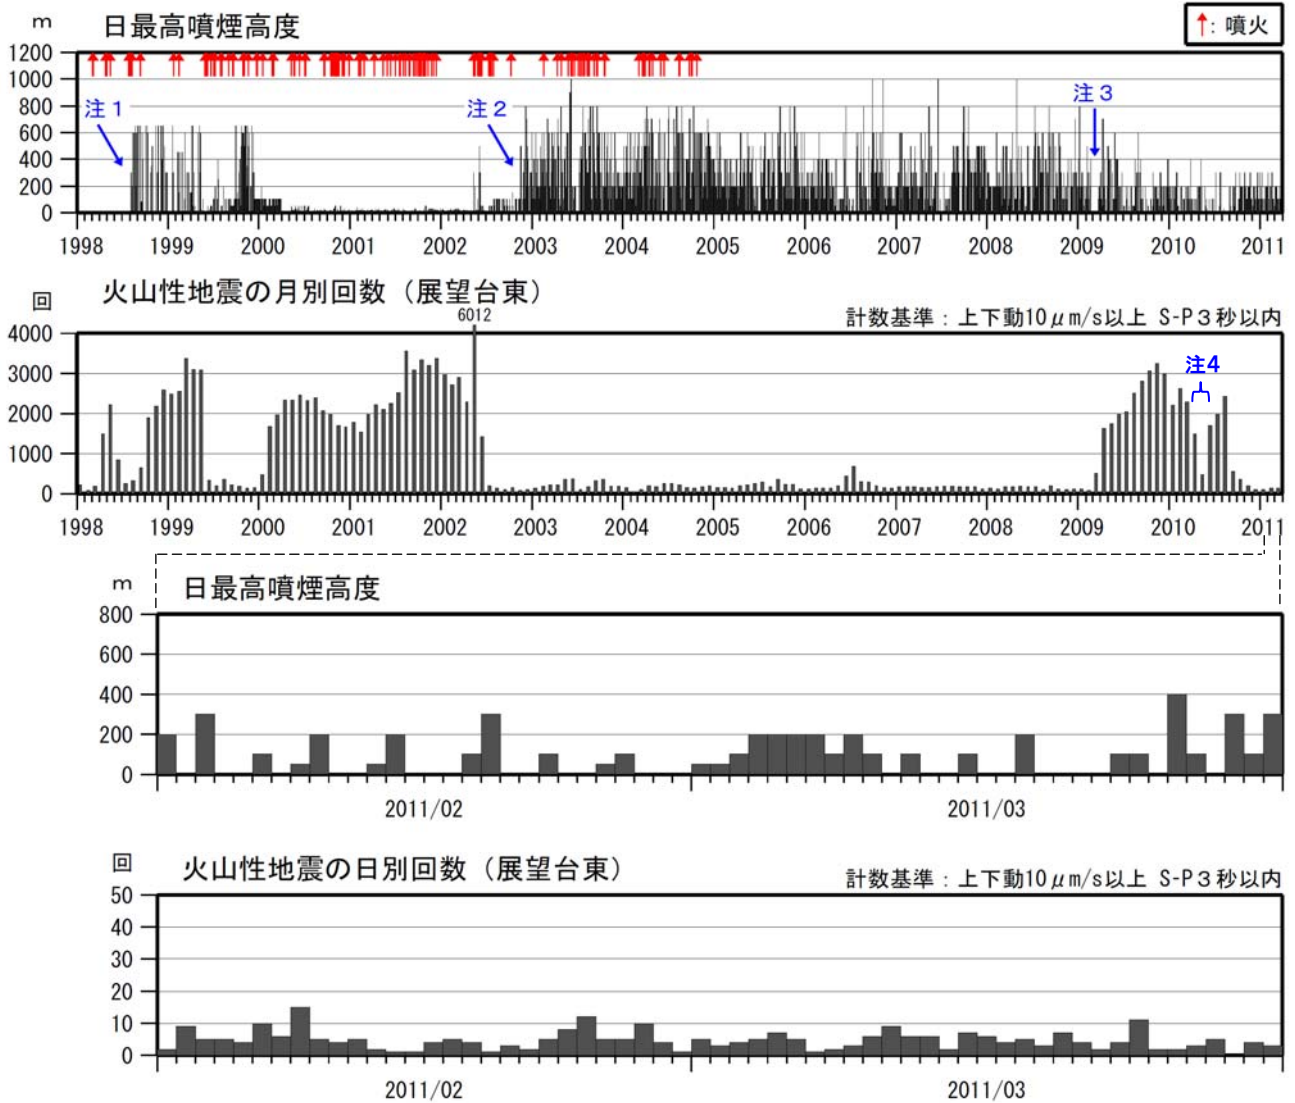 m 日最高噴煙高度
↑: 噴火
1200
1000
800
600
400
200
0
注1
注2
注3
1998 1999 2000 2001 2002 2003 2004 2005 2006 2007 2008 2009 2010 2011
回 火山性地震の月別回数（展望台東）
計数基準：上下動10μm/s以上 S-P3秒以内
6012
4000
3000
2000
1000
0
注4
1998 1999 2000 2001 2002 2003 2004 2005 2006 2007 2008 2009 2010 2011
m 日最高噴煙高度
800
600
400
200
0
2011/02 2011/03
回 火山性地震の日別回数（展望台東）
計数基準：上下動10μm/s以上 S-P3秒以内
50
40
30
20
10
0
2011/02 2011/03